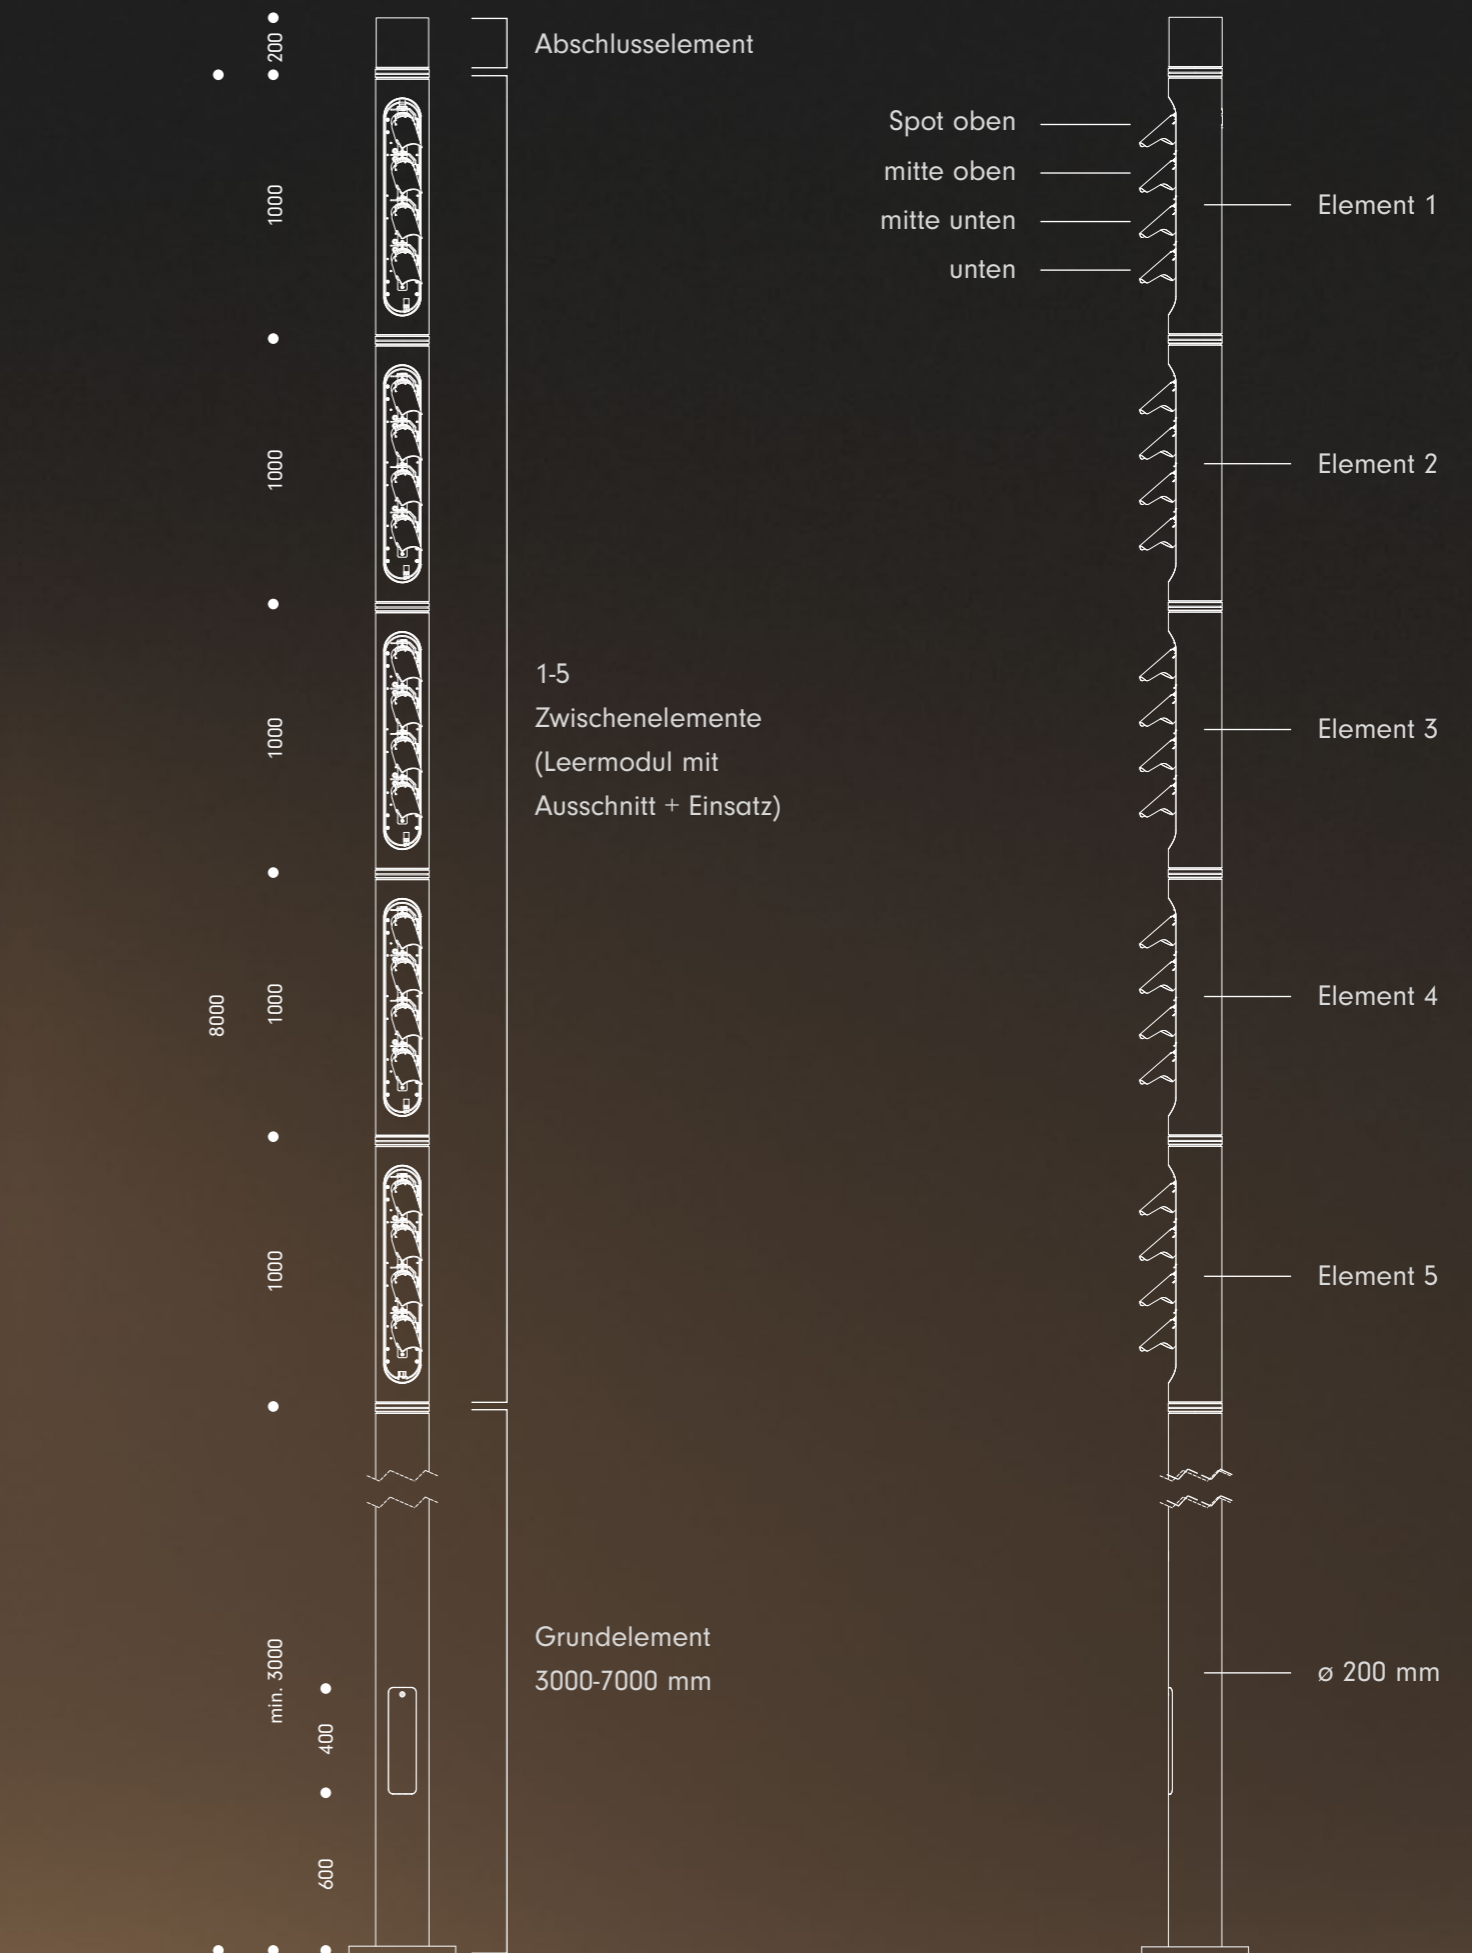 200
Abschlusselement
Spot oben
mitte oben
mitte unten
unten
1000
Element 1
1000
Element 2
1-5
Zwischenelemente
(Leermodul mit
Ausschnitt + Einsatz)
1000
Element 3
8000
1000
Element 4
1000
Element 5
min. 3000
Grundelement
3000-7000 mm
ø 200 mm
400
600